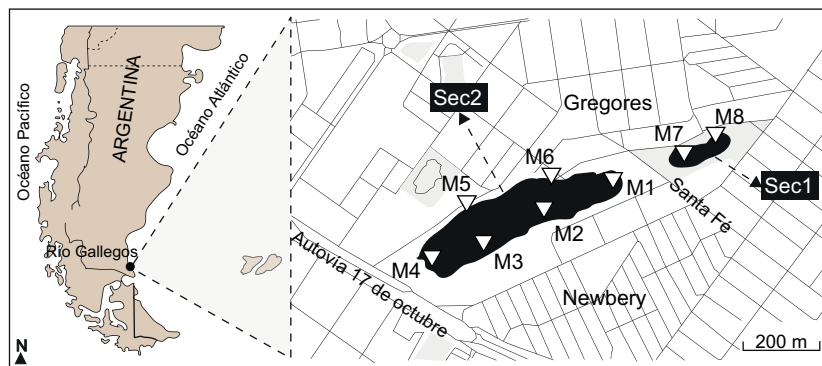 Océano Pacífico
ARGENTINA
Océano Atlántico
Río Gallegos
N
Sec2
Gregores
M8
M7
M6
M5
M1
Sec1
Santa Fé
M2
M3
M4
Autovía 17 de octubre
Newbery
200 m